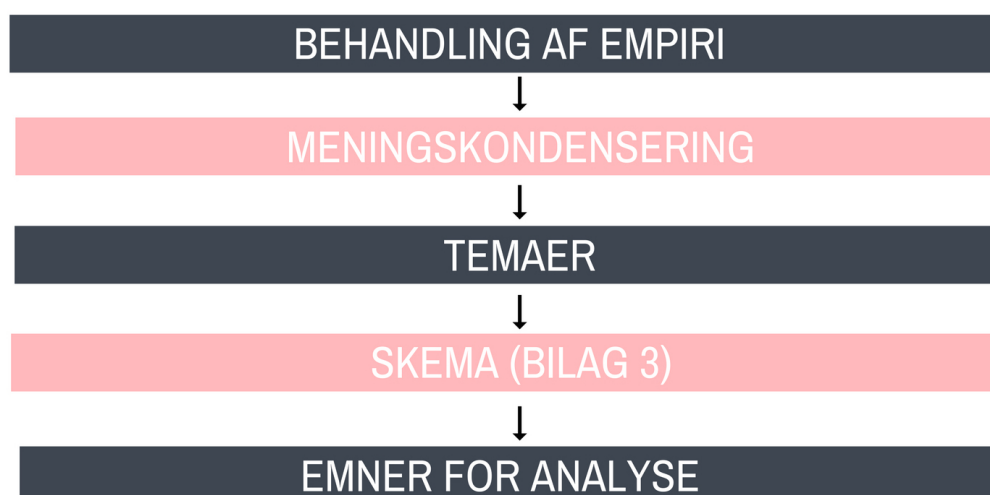 BEHANDLING AF EMPIRI
MENINGSKONDENSERING
TEMAER
SKEMA (BILAG 3)
EMNER FOR ANALYSE